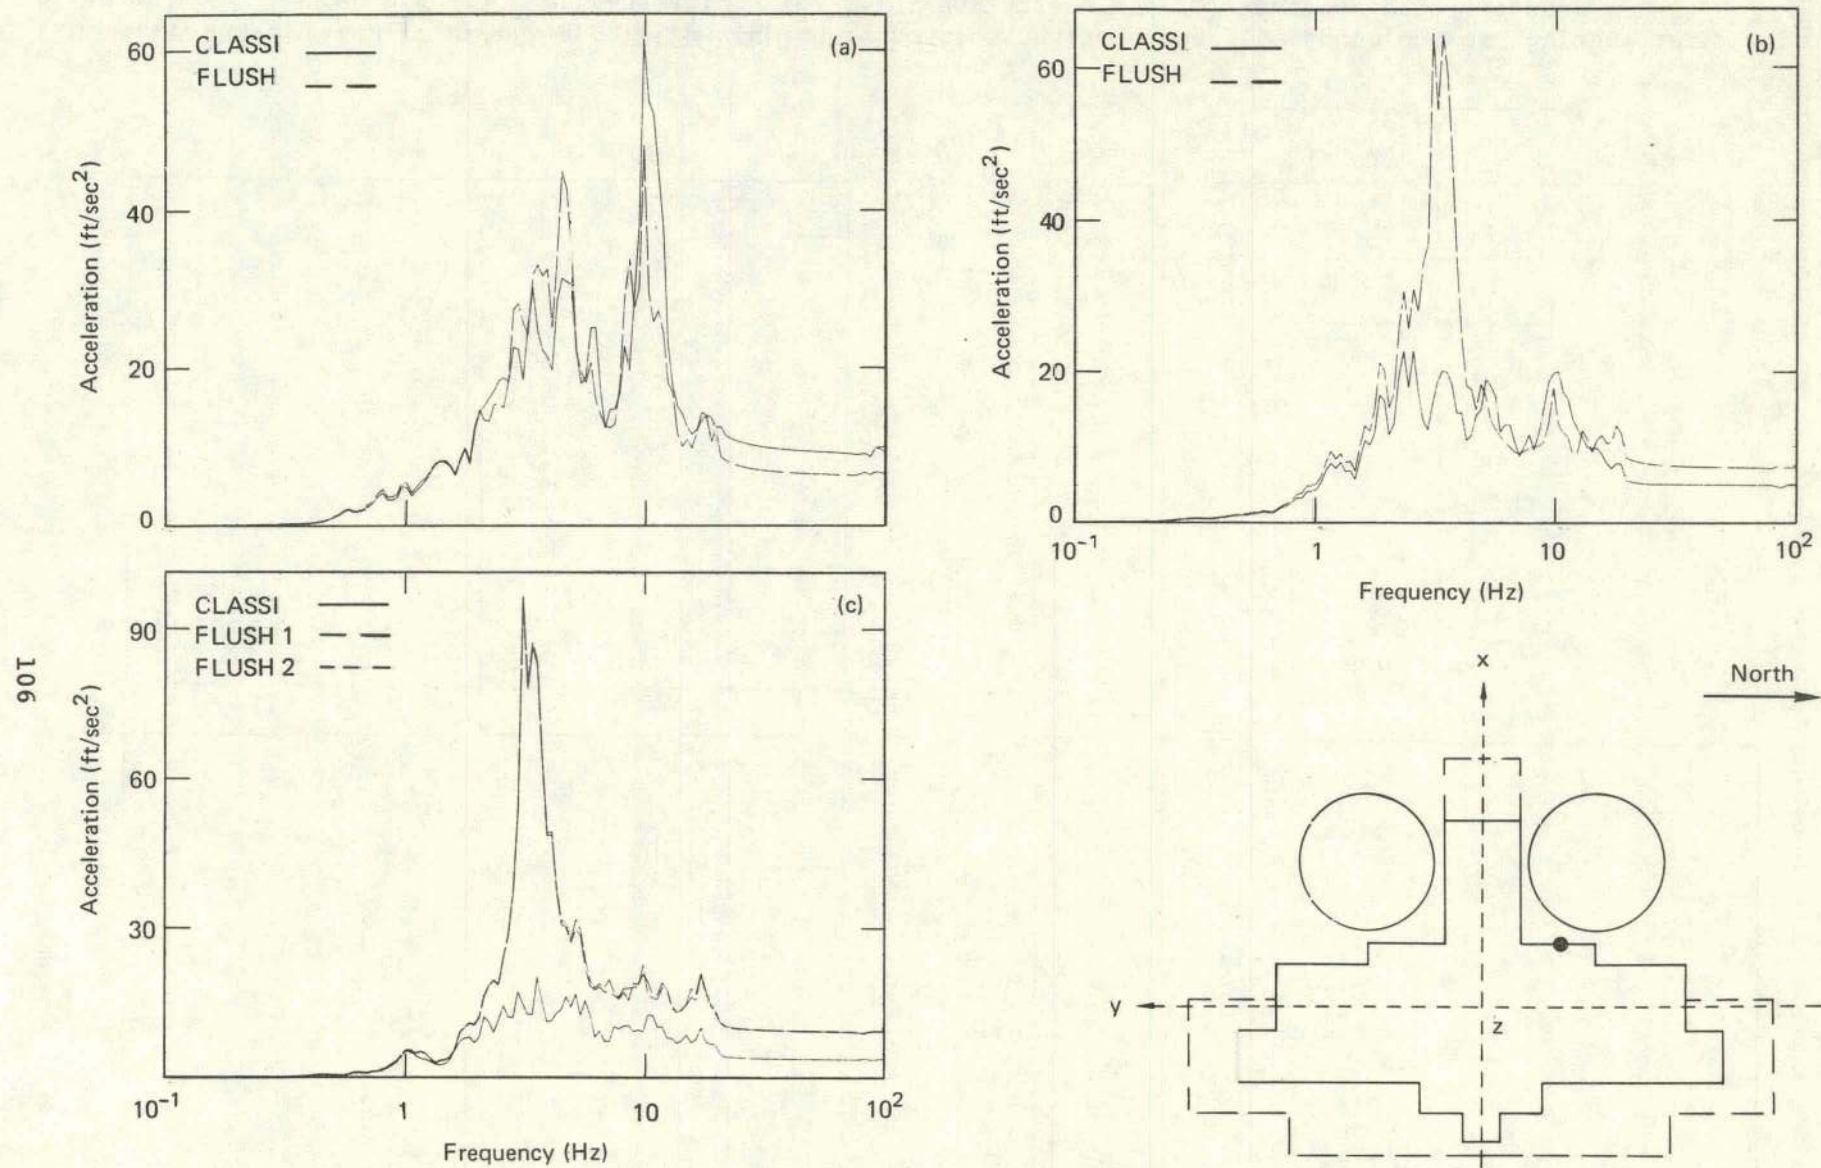 CLASSI
FLUSH
(a)
60
40
20
0
Acceleration (ft/sec²)
CLASSI
FLUSH
(b)
60
40
20
0
Acceleration (ft/sec²)
10⁻¹
1
10
10²
Frequency (Hz)
CLASSI
FLUSH 1
FLUSH 2
(c)
90
60
30
Acceleration (ft/sec²)
10⁻¹
1
10
10²
Frequency (Hz)
x
North
y
z
106